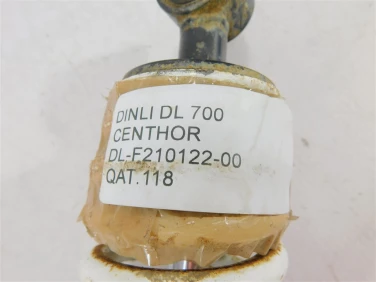 DINLI DL 700
CENTHOR
DL-F210122-00
QAT.118